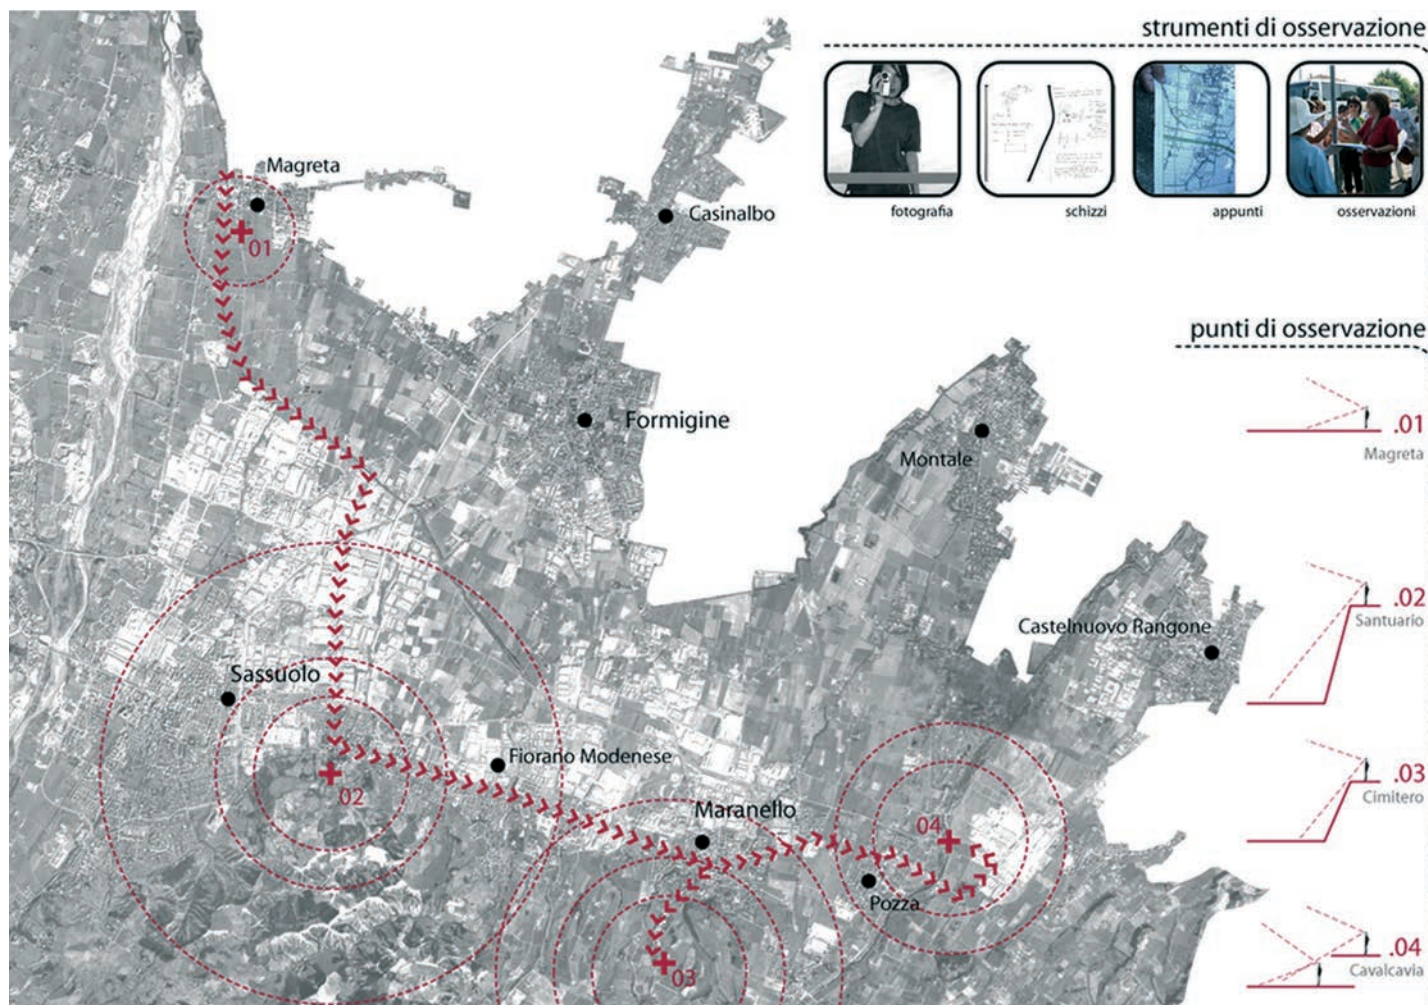 strumenti di osservazione
fotografia
schizzi
appunti
osservazioni
Magreta
01
Casinalbo
punti di osservazione
Formigine
.01
Magreta
Montale
.02
Santuario
Castelnuovo Rangone
Sassuolo
Fiorano Modenese
.03
Cimitero
02
Maranello
04
Pozza
.04
Cavalcavia
03